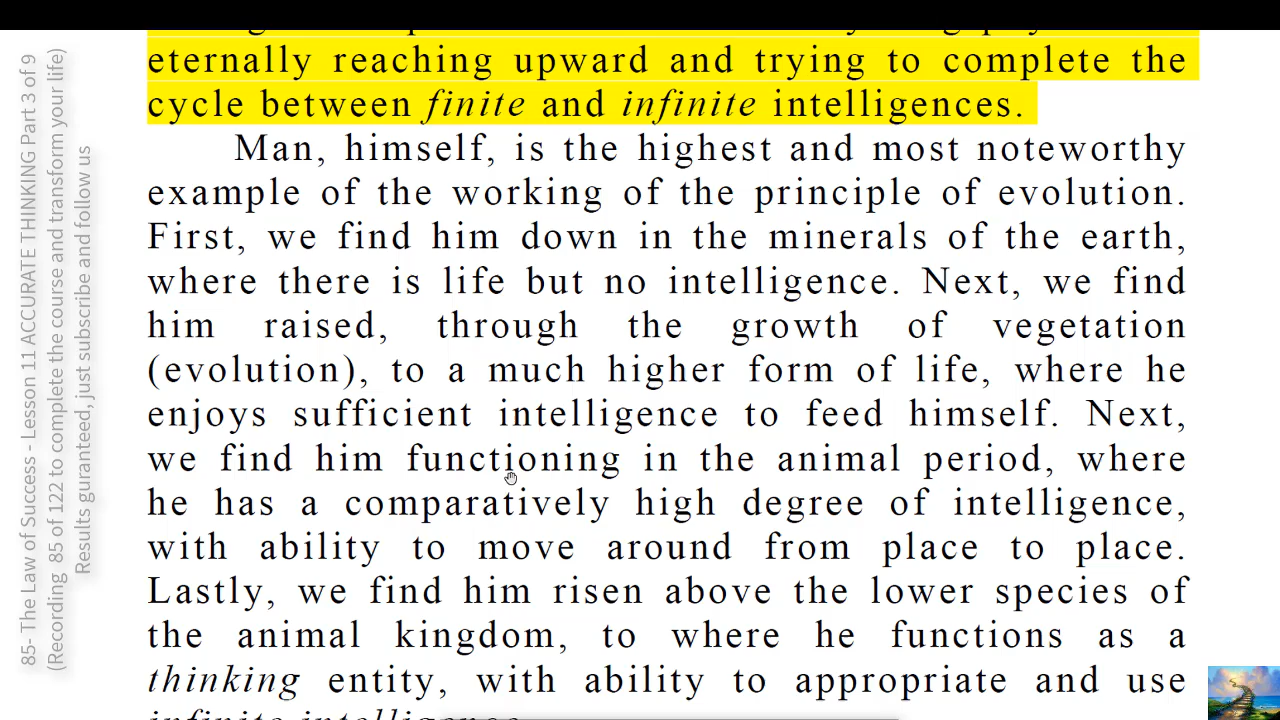 eternally reaching upward and trying to complete the
cycle between finite and infinite intelligences.
Man, himself, is the highest and most noteworthy
example of the working of the principle of evolution.
First, we find him down in the minerals of the earth,
where there is life but no intelligence. Next, we find
him raised, through the growth of vegetation
(evolution), to a much higher form of life, where he
enjoys sufficient intelligence to feed himself. Next,
we find him functioning in the animal period, where
he has a comparatively high degree of intelligence,
with ability to move around from place to place.
Lastly, we find him risen above the lower species of
the animal kingdom, to where he functions as a
thinking entity, with ability to appropriate and use
infinite intelligence.
85- The Law of Success - Lesson 11 ACCURATE THINKING Part 3 of 9
(Recording 85 of 122 to complete the course and transform your life)
Results guranteed, just subscribe and follow us